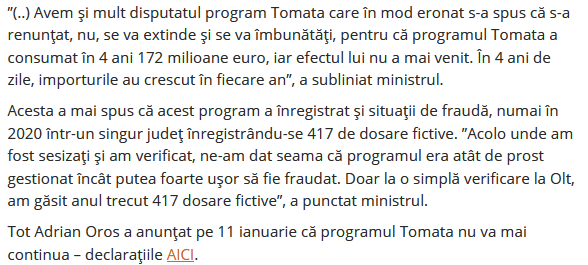 ”(..) Avem şi mult disputatul program Tomata care în mod eronat s-a spus că s-a
renunţat, nu, se va extinde şi se va îmbunătăţi, pentru că programul Tomata a
consumat în 4 ani 172 milioane euro, iar efectul lui nu a mai venit. În 4 ani de
zile, importurile au crescut în fiecare an”, a subliniat ministrul.
Acesta a mai spus că acest program a înregistrat şi situaţii de fraudă, numai în
2020 într-un singur judeţ înregistrându-se 417 de dosare fictive. ”Acolo unde am
fost sesizaţi şi am verificat, ne-am dat seama că programul era atât de prost
gestionat încât putea foarte uşor să fie fraudat. Doar la o simplă verificare la Olt,
am găsit anul trecut 417 dosare fictive”, a punctat ministrul.
Tot Adrian Oros a anunţat pe 11 ianuarie că programul Tomata nu va mai
continua – declaraţiile AICI.